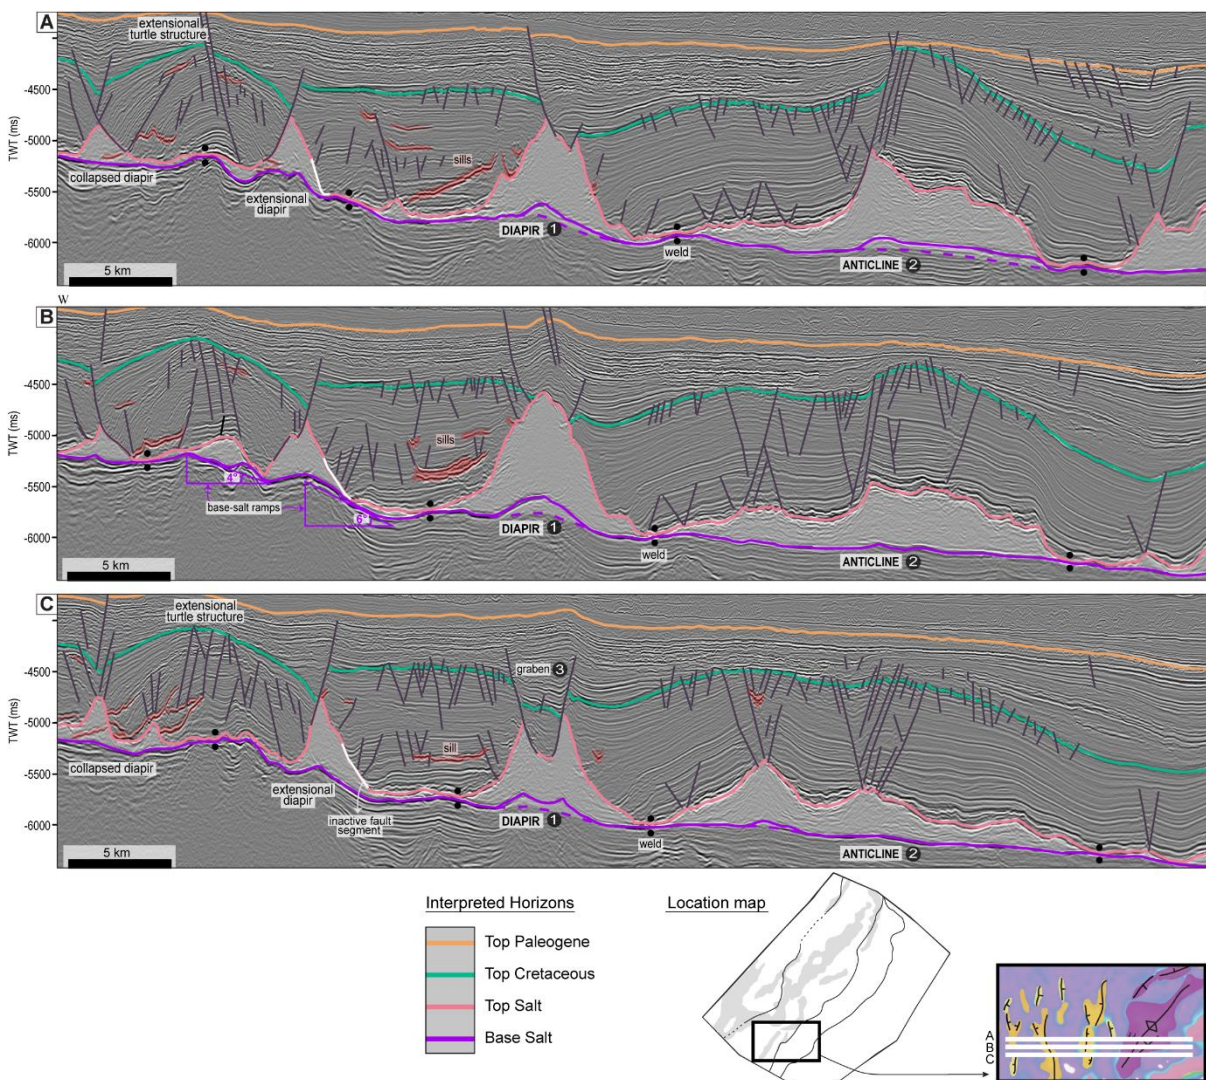 A
extensional
turtle structure
TWT (ms)
-4500
-5000
-5500
-6000
collapsed diapir
extensional
diapir
sills
DIAPIR 1
weld
ANTICLINE 2
5 km
W
B
TWT (ms)
-4500
-5000
-5500
-6000
4°
base-salt ramps
6°
sills
DIAPIR 1
weld
ANTICLINE 2
5 km
C
extensional
turtle structure
TWT (ms)
-4500
-5000
-5500
-6000
graben 3
sill
collapsed diapir
extensional
diapir
inactive fault
segment
DIAPIR 1
weld
ANTICLINE 2
5 km
Interpreted Horizons
Top Paleogene
Top Cretaceous
Top Salt
Base Salt
Location map
A
B
C